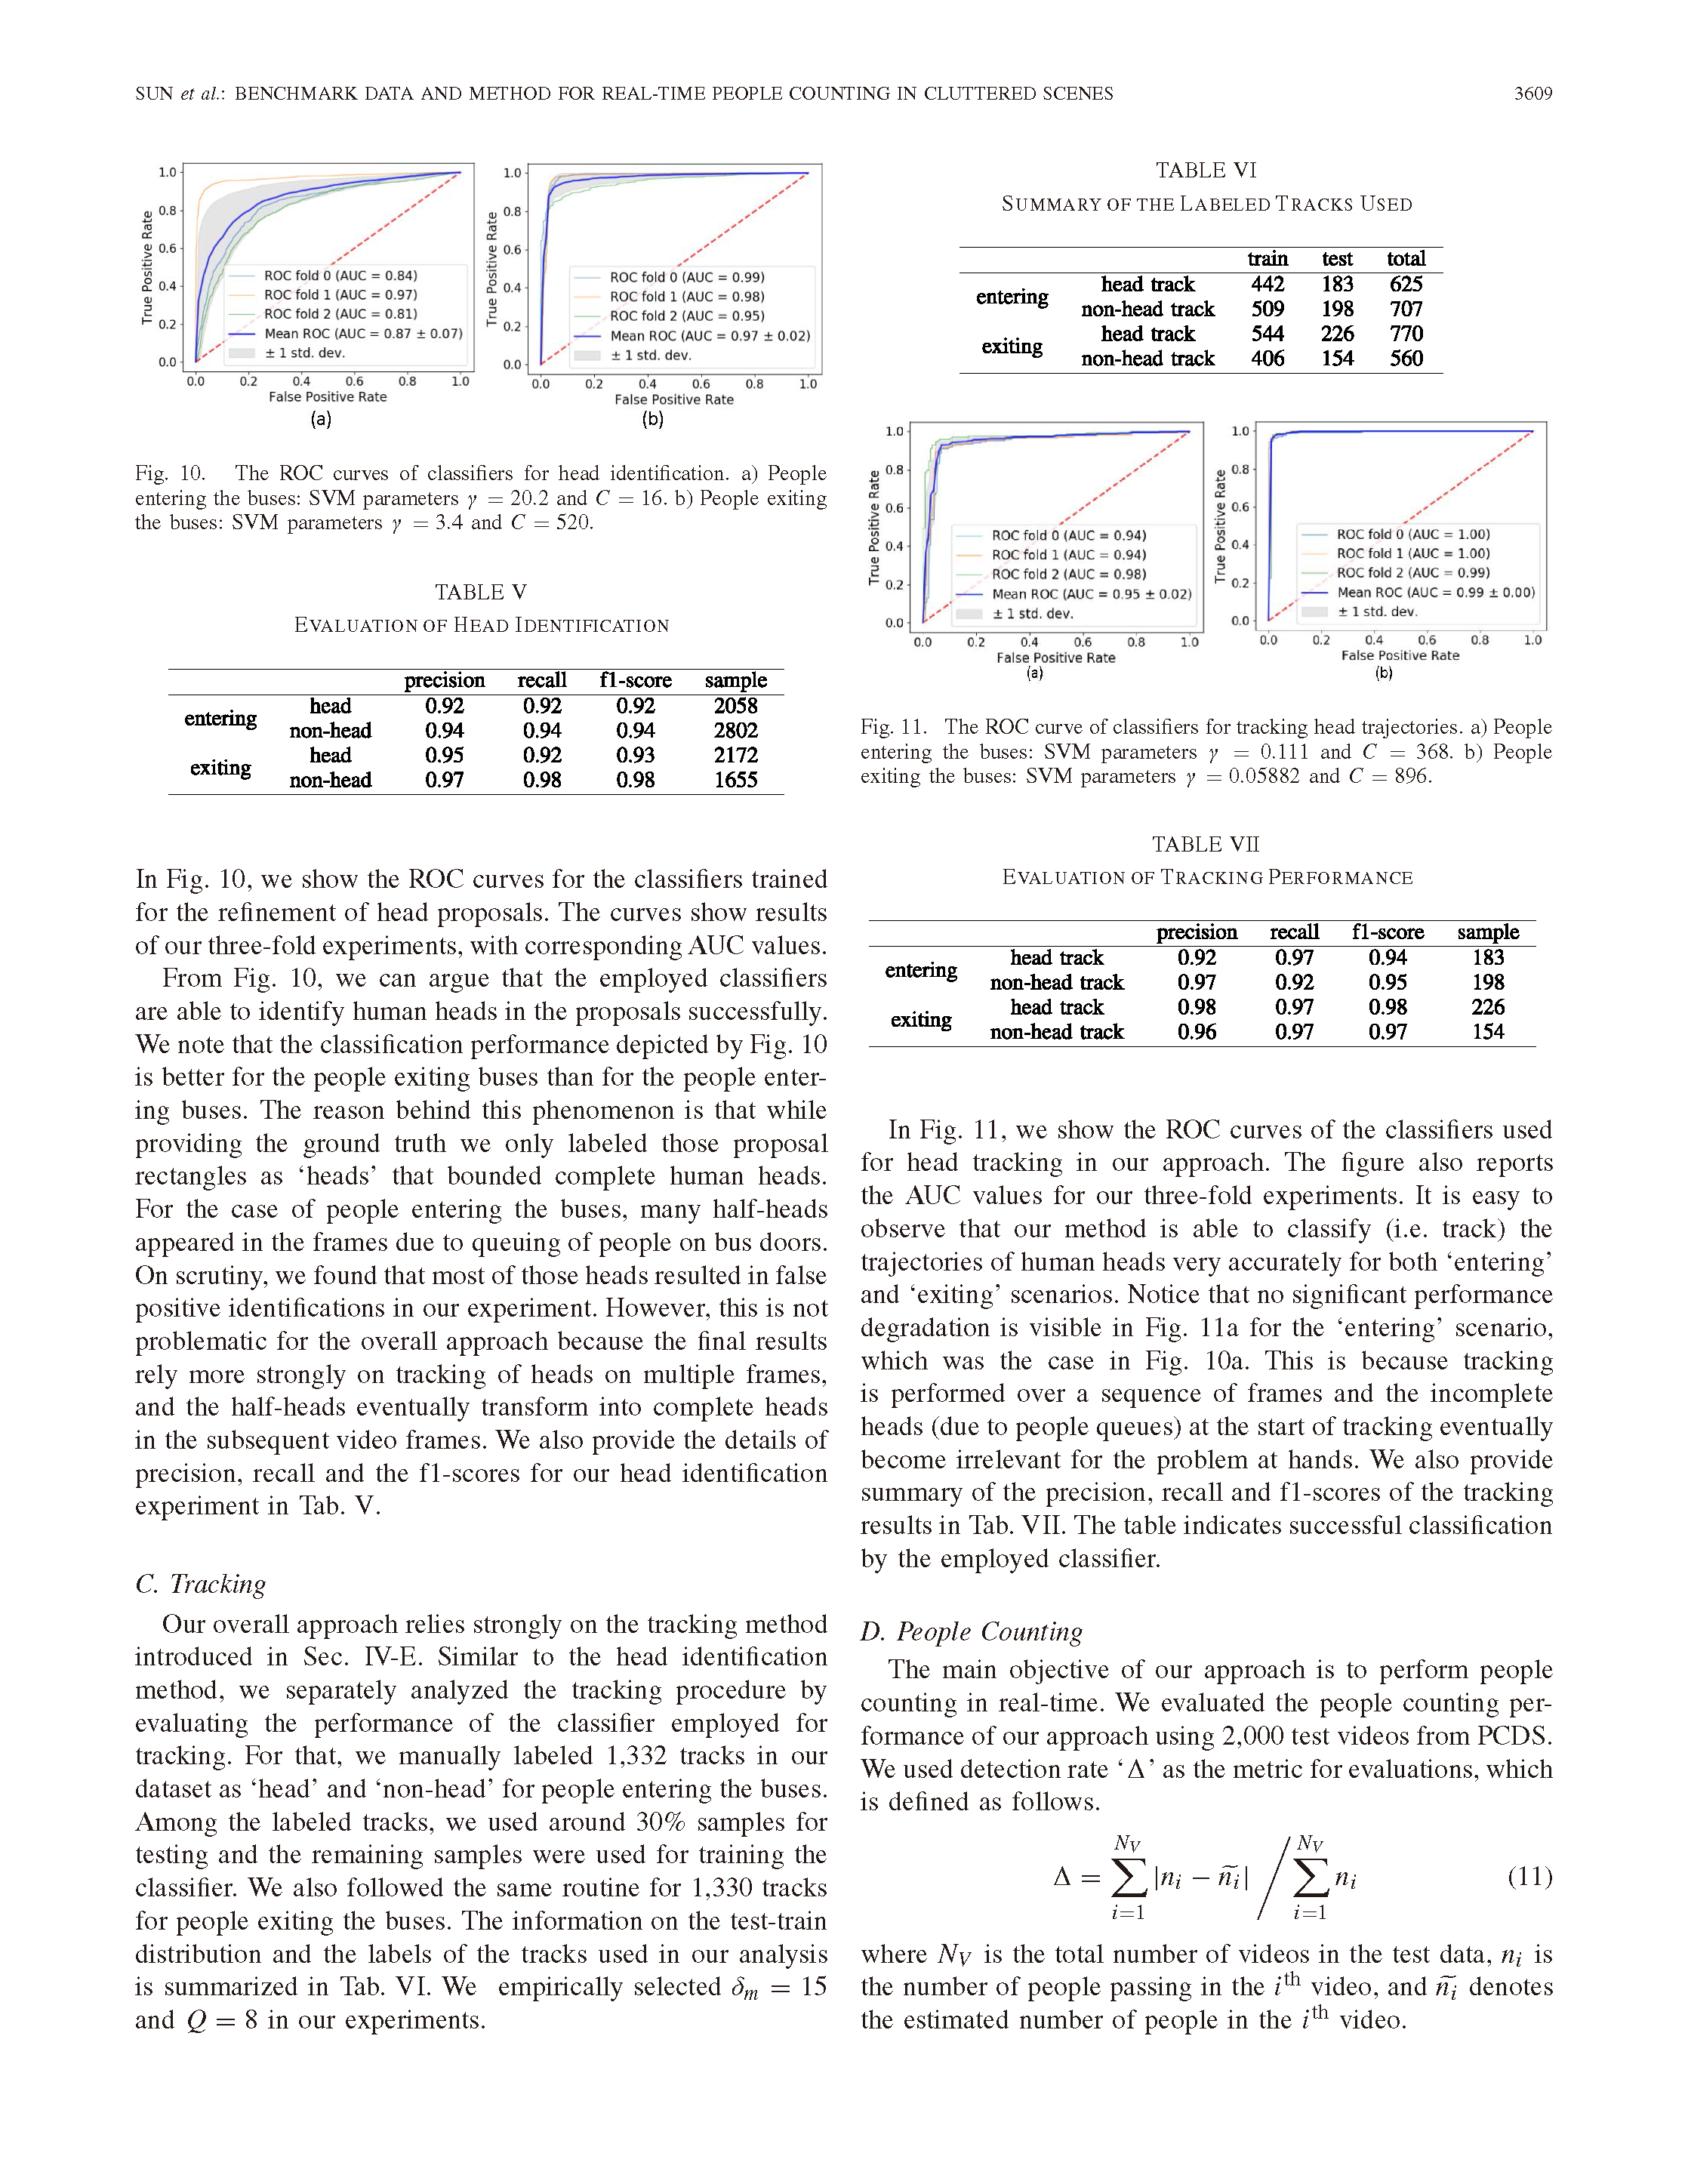 SUN et al.: BENCHMARK DATA AND METHOD FOR REAL-TIME PEOPLE COUNTING IN CLUTTERED SCENES 3609
1.0
0.8
0.6
0.4
0.2
0.0
True Positive Rate
ROC fold 0 (AUC = 0.84)
ROC fold 1 (AUC = 0.97)
ROC fold 2 (AUC = 0.81)
Mean ROC (AUC = 0.87 ± 0.07)
± 1 std. dev.
0.0 0.2 0.4 0.6 0.8 1.0
False Positive Rate
(a)
1.0
0.8
0.6
0.4
0.2
0.0
True Positive Rate
ROC fold 0 (AUC = 0.99)
ROC fold 1 (AUC = 0.98)
ROC fold 2 (AUC = 0.95)
Mean ROC (AUC = 0.97 ± 0.02)
± 1 std. dev.
0.0 0.2 0.4 0.6 0.8 1.0
False Positive Rate
(b)
Fig. 10. The ROC curves of classifiers for head identification. a) People
entering the buses: SVM parameters γ = 20.2 and C = 16. b) People exiting
the buses: SVM parameters γ = 3.4 and C = 520.
TABLE V
EVALUATION OF HEAD IDENTIFICATION
precision recall f1-score sample
entering head 0.92 0.92 0.92 2058
non-head 0.94 0.94 0.94 2802
exiting head 0.95 0.92 0.93 2172
non-head 0.97 0.98 0.98 1655
In Fig. 10, we show the ROC curves for the classifiers trained
for the refinement of head proposals. The curves show results
of our three-fold experiments, with corresponding AUC values.
From Fig. 10, we can argue that the employed classifiers
are able to identify human heads in the proposals successfully.
We note that the classification performance depicted by Fig. 10
is better for the people exiting buses than for the people enter-
ing buses. The reason behind this phenomenon is that while
providing the ground truth we only labeled those proposal
rectangles as ‘heads’ that bounded complete human heads.
For the case of people entering the buses, many half-heads
appeared in the frames due to queuing of people on bus doors.
On scrutiny, we found that most of those heads resulted in false
positive identifications in our experiment. However, this is not
problematic for the overall approach because the final results
rely more strongly on tracking of heads on multiple frames,
and the half-heads eventually transform into complete heads
in the subsequent video frames. We also provide the details of
precision, recall and the f1-scores for our head identification
experiment in Tab. V.
C. Tracking
Our overall approach relies strongly on the tracking method
introduced in Sec. IV-E. Similar to the head identification
method, we separately analyzed the tracking procedure by
evaluating the performance of the classifier employed for
tracking. For that, we manually labeled 1,332 tracks in our
dataset as ‘head’ and ‘non-head’ for people entering the buses.
Among the labeled tracks, we used around 30% samples for
testing and the remaining samples were used for training the
classifier. We also followed the same routine for 1,330 tracks
for people exiting the buses. The information on the test-train
distribution and the labels of the tracks used in our analysis
is summarized in Tab. VI. We empirically selected δm = 15
and Q = 8 in our experiments.
TABLE VI
SUMMARY OF THE LABELED TRACKS USED
train test total
entering head track 442 183 625
non-head track 509 198 707
exiting head track 544 226 770
non-head track 406 154 560
1.0
0.8
0.6
0.4
0.2
0.0
True Positive Rate
ROC fold 0 (AUC = 0.94)
ROC fold 1 (AUC = 0.94)
ROC fold 2 (AUC = 0.98)
Mean ROC (AUC = 0.95 ± 0.02)
± 1 std. dev.
0.0 0.2 0.4 0.6 0.8 1.0
False Positive Rate
(a)
1.0
0.8
0.6
0.4
0.2
0.0
True Positive Rate
ROC fold 0 (AUC = 1.00)
ROC fold 1 (AUC = 1.00)
ROC fold 2 (AUC = 0.99)
Mean ROC (AUC = 0.99 ± 0.00)
± 1 std. dev.
0.0 0.2 0.4 0.6 0.8 1.0
False Positive Rate
(b)
Fig. 11. The ROC curve of classifiers for tracking head trajectories. a) People
entering the buses: SVM parameters γ = 0.111 and C = 368. b) People
exiting the buses: SVM parameters γ = 0.05882 and C = 896.
TABLE VII
EVALUATION OF TRACKING PERFORMANCE
precision recall f1-score sample
entering head track 0.92 0.97 0.94 183
non-head track 0.97 0.92 0.95 198
exiting head track 0.98 0.97 0.98 226
non-head track 0.96 0.97 0.97 154
In Fig. 11, we show the ROC curves of the classifiers used
for head tracking in our approach. The figure also reports
the AUC values for our three-fold experiments. It is easy to
observe that our method is able to classify (i.e. track) the
trajectories of human heads very accurately for both ‘entering’
and ‘exiting’ scenarios. Notice that no significant performance
degradation is visible in Fig. 11a for the ‘entering’ scenario,
which was the case in Fig. 10a. This is because tracking
is performed over a sequence of frames and the incomplete
heads (due to people queues) at the start of tracking eventually
become irrelevant for the problem at hands. We also provide
summary of the precision, recall and f1-scores of the tracking
results in Tab. VII. The table indicates successful classification
by the employed classifier.
D. People Counting
The main objective of our approach is to perform people
counting in real-time. We evaluated the people counting per-
formance of our approach using 2,000 test videos from PCDS.
We used detection rate ‘Δ’ as the metric for evaluations, which
is defined as follows.
Δ = ∑_{i=1}^{N_V} |n_i − ñ_i| / ∑_{i=1}^{N_V} n_i (11)
where N_V is the total number of videos in the test data, n_i is
the number of people passing in the i^th video, and ñ_i denotes
the estimated number of people in the i^th video.